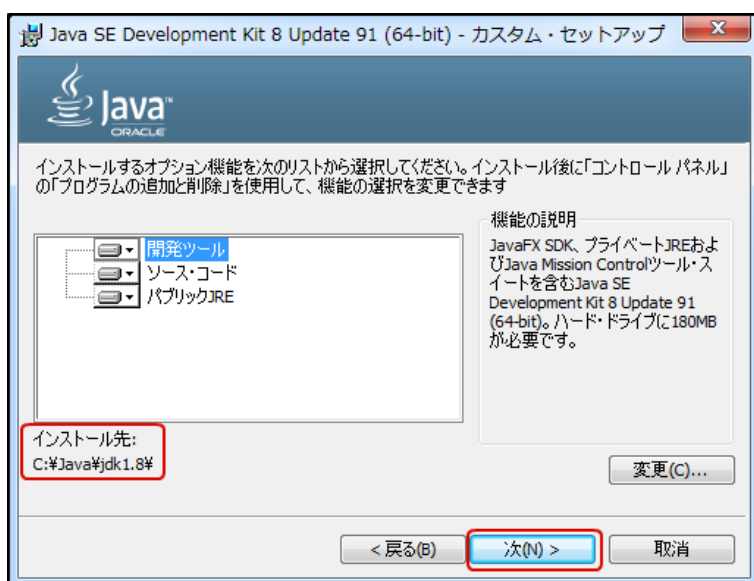 Java SE Development Kit 8 Update 91 (64-bit) - カスタム・セットアップ
Java™
ORACLE
インストールするオプション機能を次のリストから選択してください。インストール後に「コントロール パネル」
の「プログラムの追加と削除」を使用して、機能の選択を変更できます
開発ツール
ソース・コード
パブリックJRE
機能の説明
JavaFX SDK、プライベートJREおよ
びJava Mission Controlツール・ス
イートを含むJava SE
Development Kit 8 Update 91
(64-bit)。ハード・ドライブに180MB
が必要です。
インストール先:
C:¥Java¥jdk1.8¥
変更(C)...
< 戻る(B)
次(N) >
取消